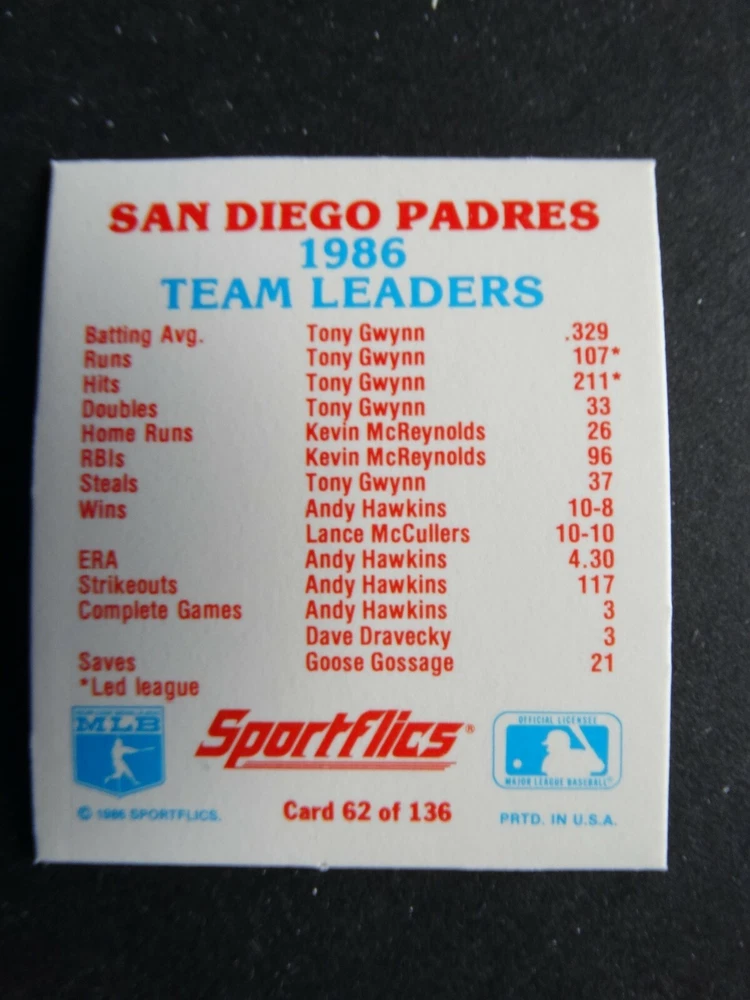 SAN DIEGO PADRES
1986
TEAM LEADERS
Batting Avg. Tony Gwynn .329
Runs Tony Gwynn 107*
Hits Tony Gwynn 211*
Doubles Tony Gwynn 33
Home Runs Kevin McReynolds 26
RBIs Kevin McReynolds 96
Steals Tony Gwynn 37
Wins Andy Hawkins 10-8
Lance McCullers 10-10
ERA Andy Hawkins 4.30
Strikeouts Andy Hawkins 117
Complete Games Andy Hawkins 3
Dave Dravecky 3
Saves Goose Gossage 21
*Led league
MLB
Sportflics®
OFFICIAL LICENSEE
MAJOR LEAGUE BASEBALL
© 1986 SPORTFLICS.
Card 62 of 136
PRTD. IN U.S.A.